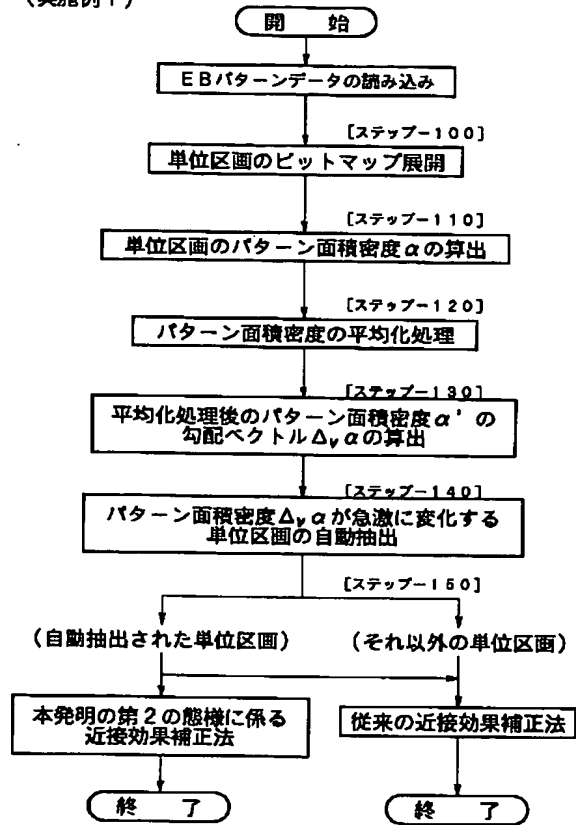 (実施例1)
開 始
EBパターンデータの読み込み
[ステップ-100]
単位区画のビットマップ展開
[ステップ-110]
単位区画のパターン面積密度αの算出
[ステップ-120]
パターン面積密度の平均化処理
[ステップ-130]
平均化処理後のパターン面積密度α'の
勾配ベクトルΔvαの算出
[ステップ-140]
パターン面積密度Δvαが急激に変化する
単位区画の自動抽出
[ステップ-150]
(自動抽出された単位区画)
(それ以外の単位区画)
本発明の第2の態様に係る
近接効果補正法
従来の近接効果補正法
終 了
終 了